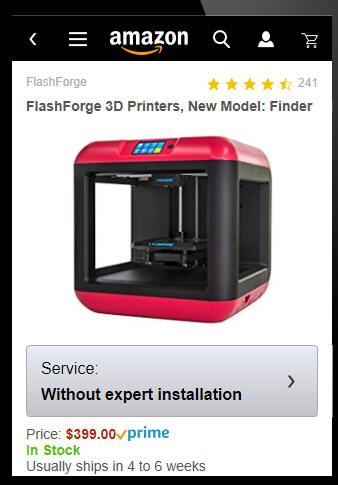 amazon
FlashForge 241
FlashForge 3D Printers, New Model: Finder
Service:
Without expert installation
Price: $399.00 prime
In Stock
Usually ships in 4 to 6 weeks